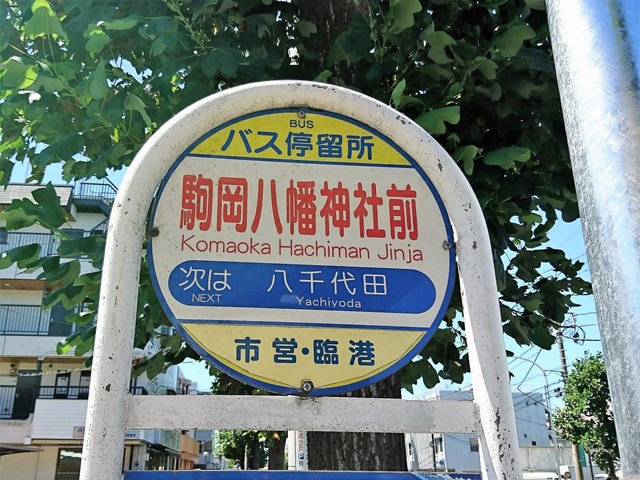 BUS
バス停留所
駒岡八幡神社前
Komaoka Hachiman Jinja
次は 八千代田
NEXT Yachiyoda
市営・臨港